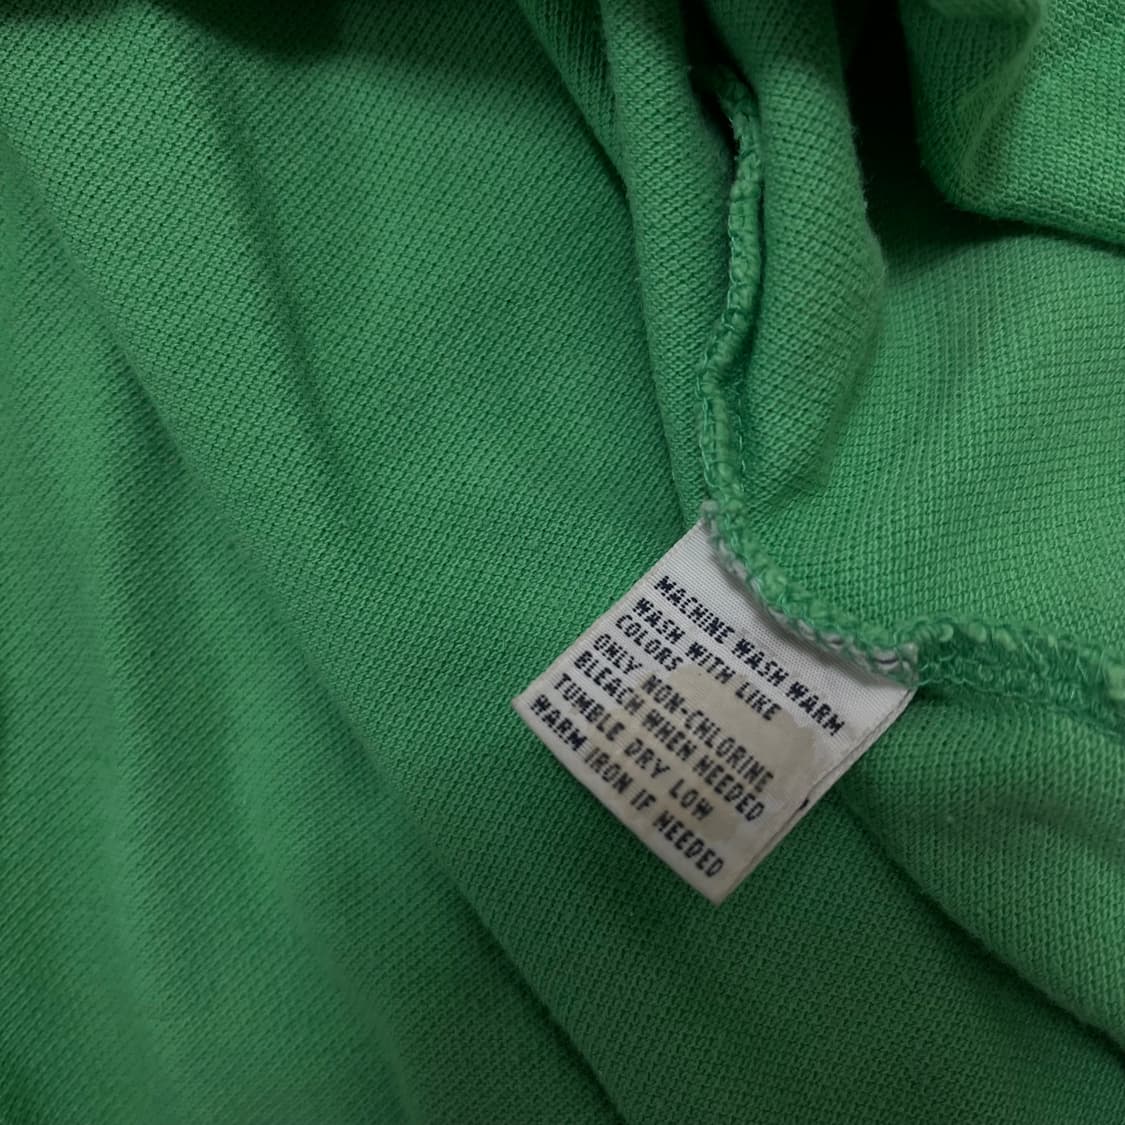 MACHINE WASH WARM
WASH WITH LIKE
COLORS
ONLY NON-CHLORINE
BLEACH WHEN NEEDED
TUMBLE DRY LOW
WARM IRON IF NEEDED